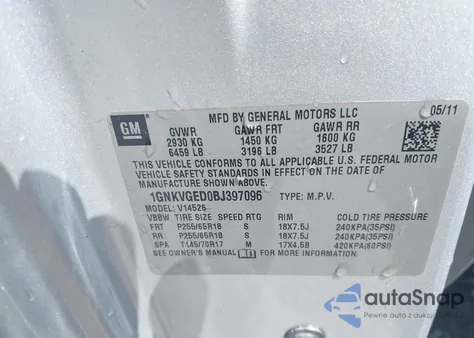 05/11
MFD BY GENERAL MOTORS LLC
GM
GVWR GAWR FRT GAWR RR
2930 KG 1450 KG 1600 KG
6459 LB 3196 LB 3527 LB
THIS VEHICLE CONFORMS TO ALL APPLICABLE U.S. FEDERAL MOTOR
VEHICLE SAFETY STANDARDS IN EFFECT ON THE DATE OF
MANUFACTURE SHOWN ABOVE.
1GNKVGED0BJ397096 TYPE: M.P.V.
MODEL: V14526
VBBW TIRE SIZE SPEED RTG RIM COLD TIRE PRESSURE
FRT P255/65R18 S 18X7.5J 240KPA(35PSI)
RR P255/65R18 S 18X7.5J 240KPA(35PSI)
SPA T145/70R17 M 17X4.5B 420KPA(60PSI)
SEE OWNER'S MANUAL FOR MORE INFORMATION
autoSnap
Pewne auta z aukcji